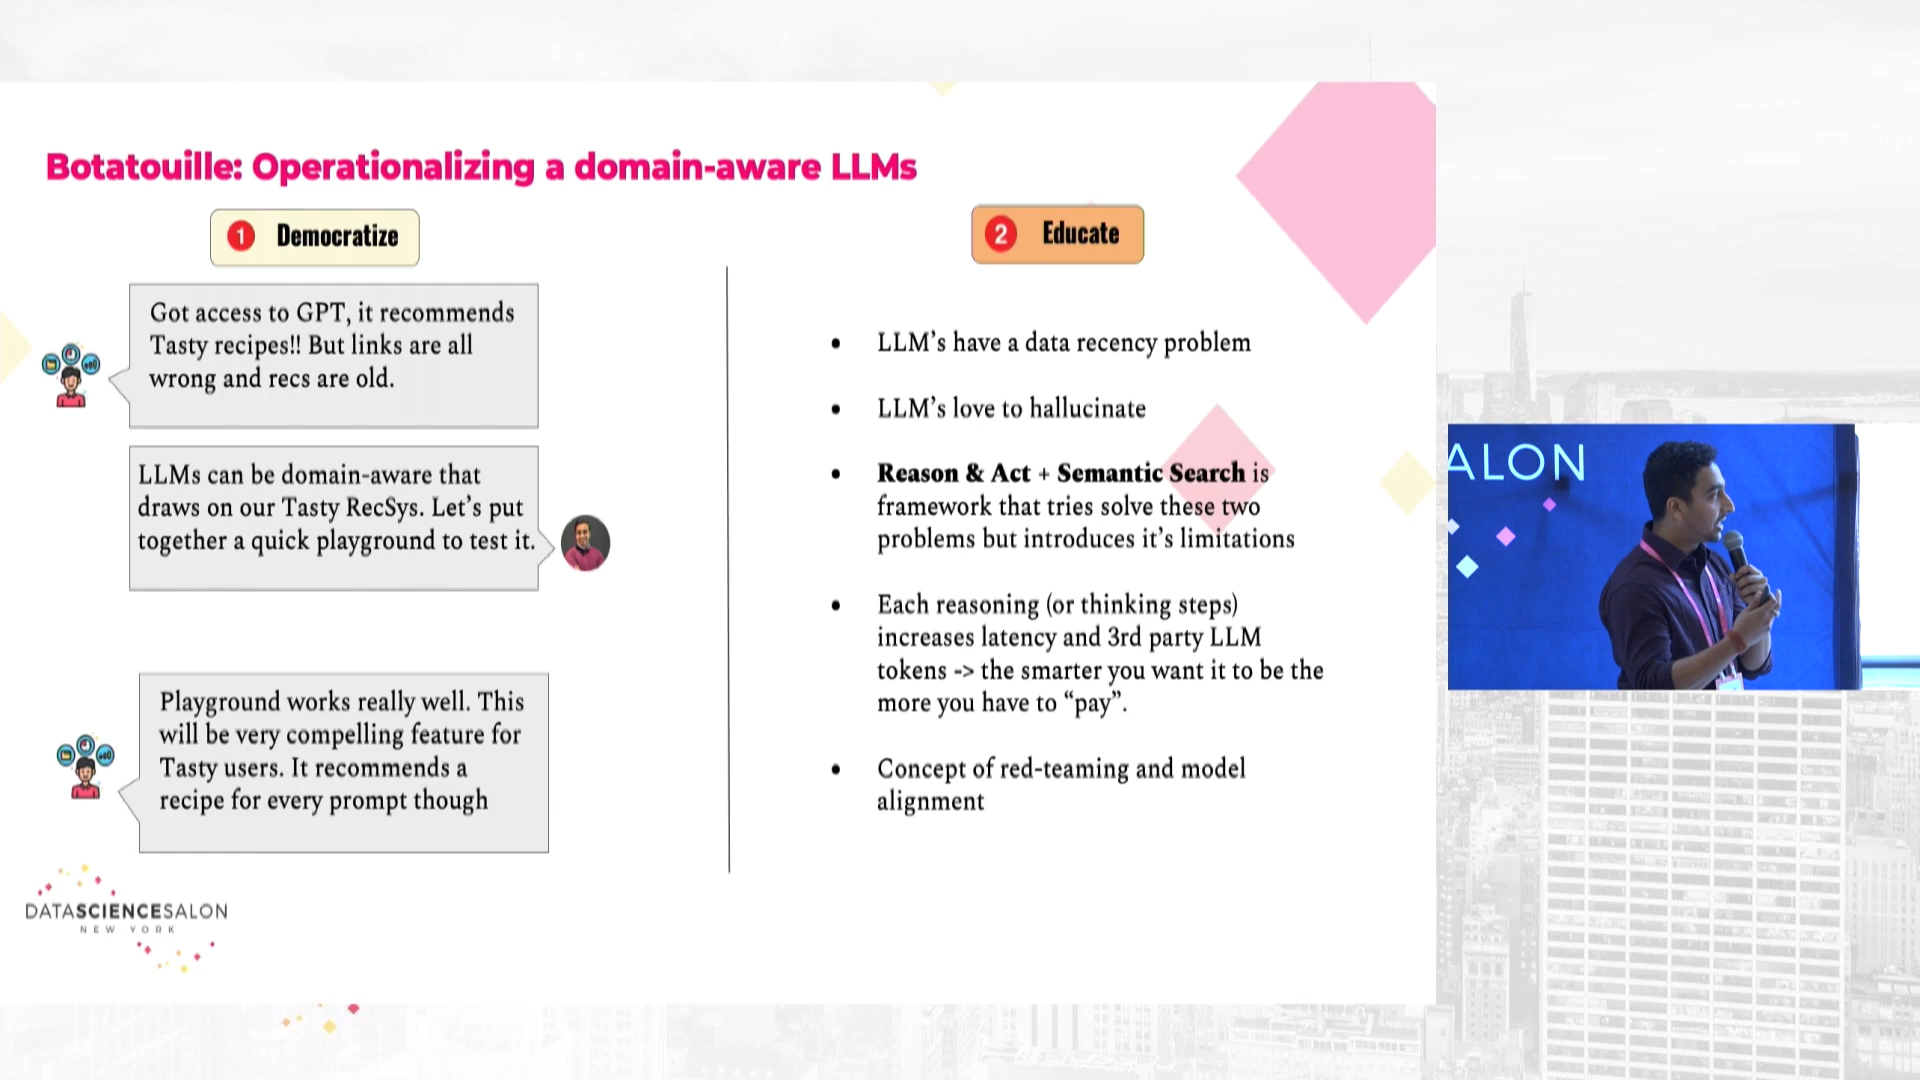 Botatouille: Operationalizing a domain-aware LLMs
1 Democratize
Got access to GPT, it recommends
Tasty recipes!! But links are all
wrong and recs are old.
LLMs can be domain-aware that
draws on our Tasty RecSys. Let's put
together a quick playground to test it.
Playground works really well. This
will be very compelling feature for
Tasty users. It recommends a
recipe for every prompt though
2 Educate
• LLM's have a data recency problem
• LLM's love to hallucinate
• Reason & Act + Semantic Search is
framework that tries solve these two
problems but introduces it's limitations
• Each reasoning (or thinking steps)
increases latency and 3rd party LLM
tokens -> the smarter you want it to be the
more you have to “pay”.
• Concept of red-teaming and model
alignment
DATASCIENCESALON
NEW YORK
ALON